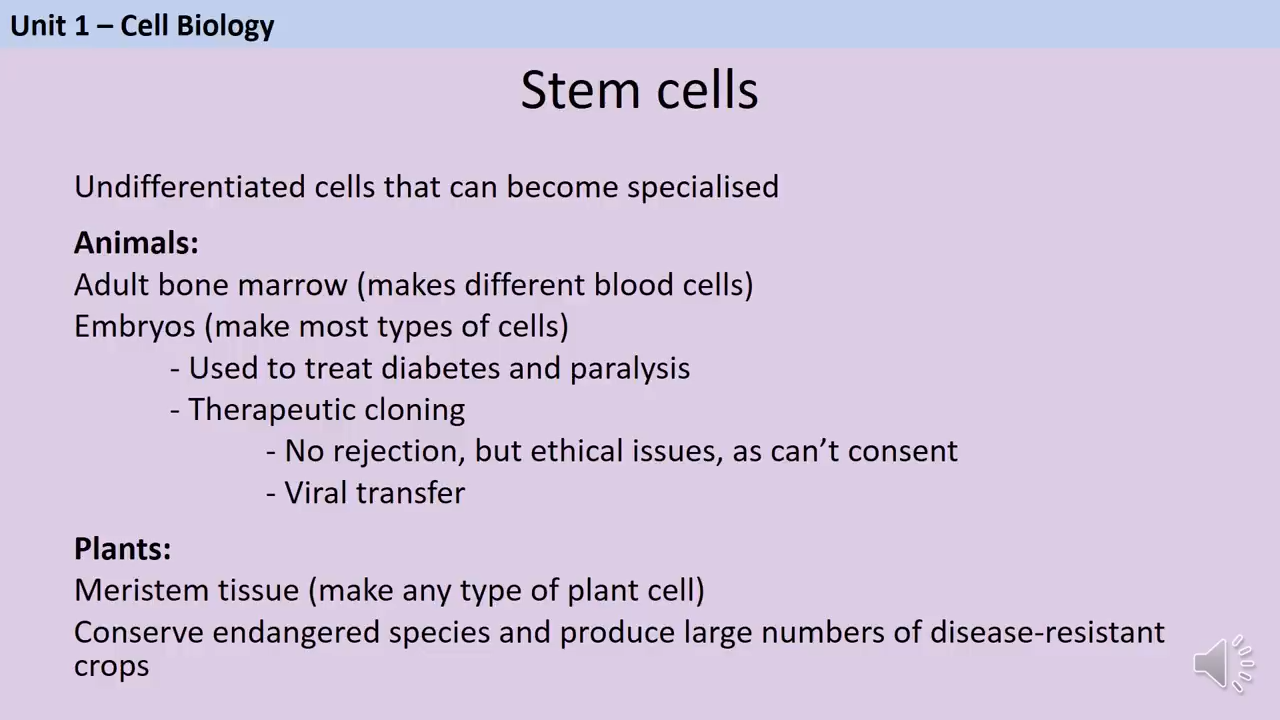 Unit 1 – Cell Biology
Stem cells
Undifferentiated cells that can become specialised
Animals:
Adult bone marrow (makes different blood cells)
Embryos (make most types of cells)
- Used to treat diabetes and paralysis
- Therapeutic cloning
- No rejection, but ethical issues, as can’t consent
- Viral transfer
Plants:
Meristem tissue (make any type of plant cell)
Conserve endangered species and produce large numbers of disease-resistant
crops